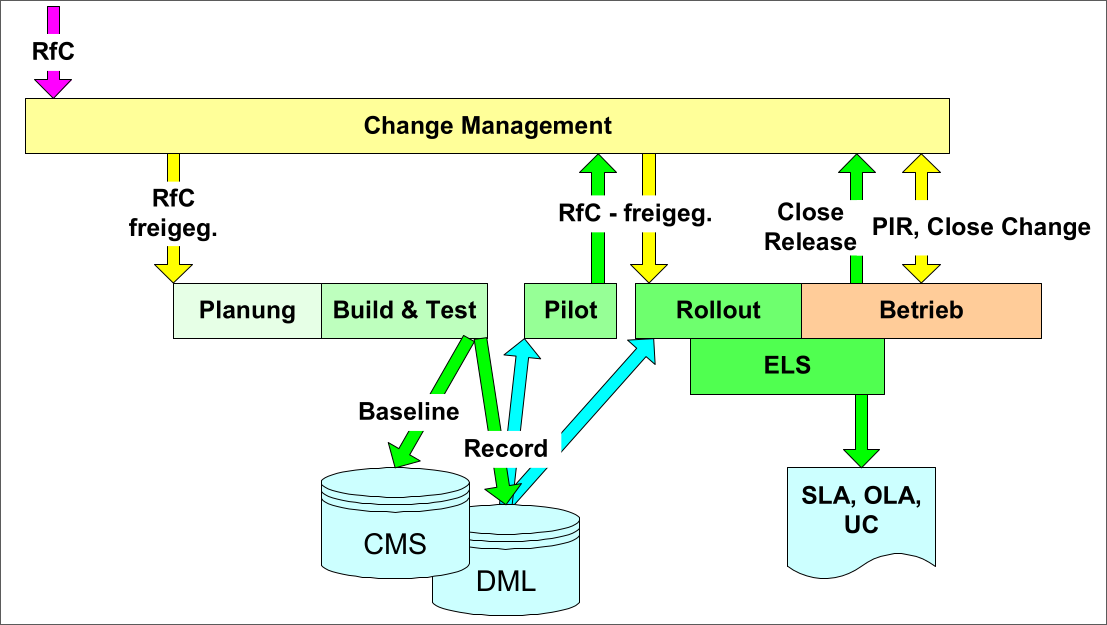 RfC
Change Management
RfC
freigeg.
RfC - freigeg.
Close
Release
PIR, Close Change
Planung
Build & Test
Pilot
Rollout
Betrieb
ELS
Baseline
Record
SLA, OLA,
UC
CMS
DML